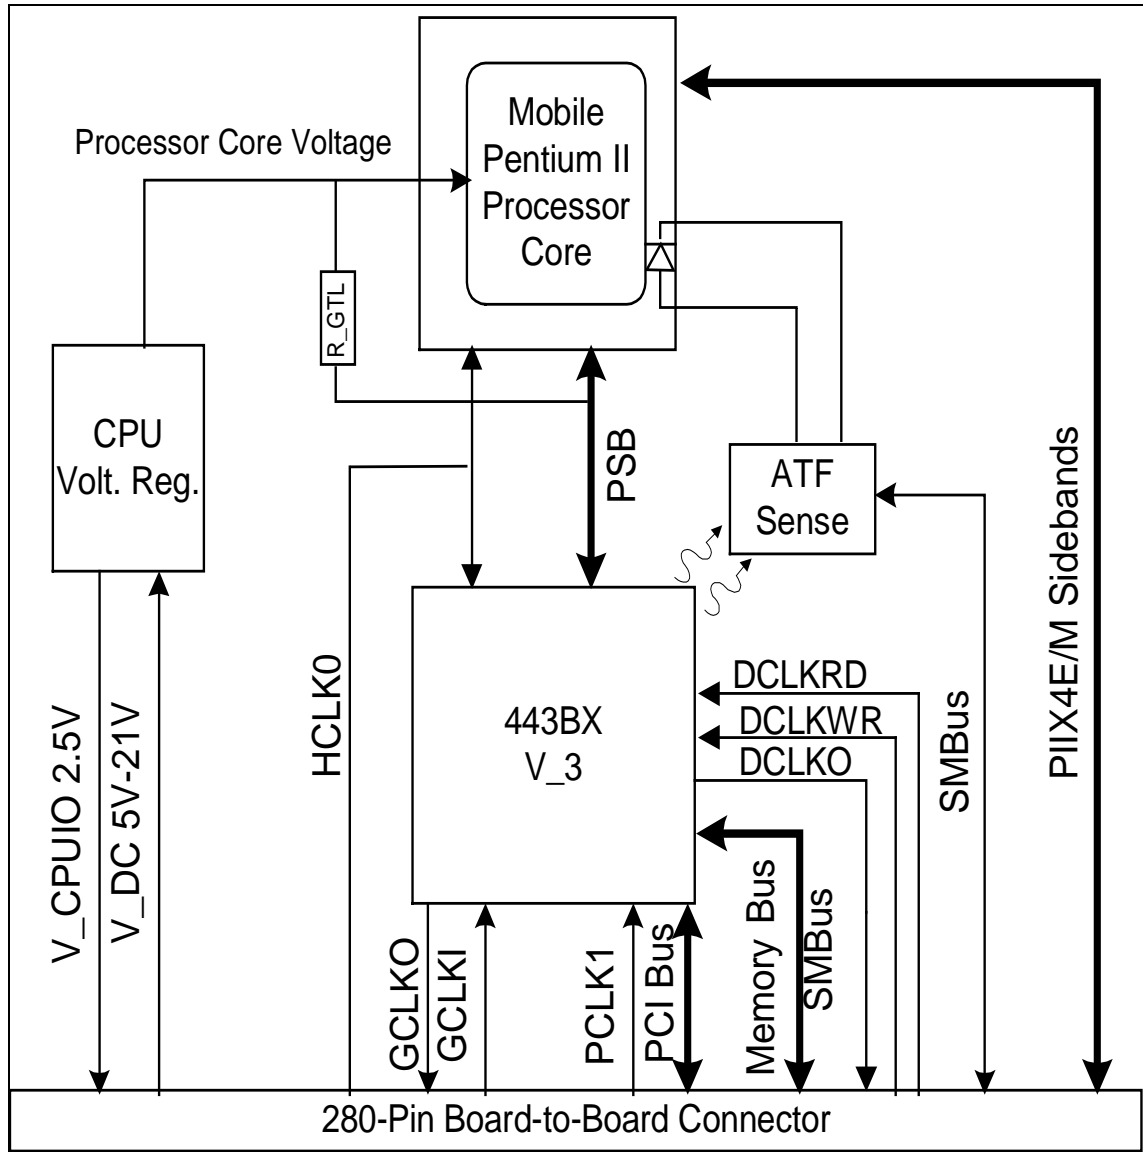 Mobile
Pentium II
Processor
Core
Processor Core Voltage
R_GTL
CPU
Volt. Reg.
PSB
ATF
Sense
PIIX4E/M Sidebands
HCLK0
443BX
V_3
DCLKRD
DCLKWR
DCLKO
SMBus
V_CPUIO 2.5V
V_DC 5V-21V
GCLKO
GCLKI
PCLK1
PCI Bus
Memory Bus
SMBus
280-Pin Board-to-Board Connector